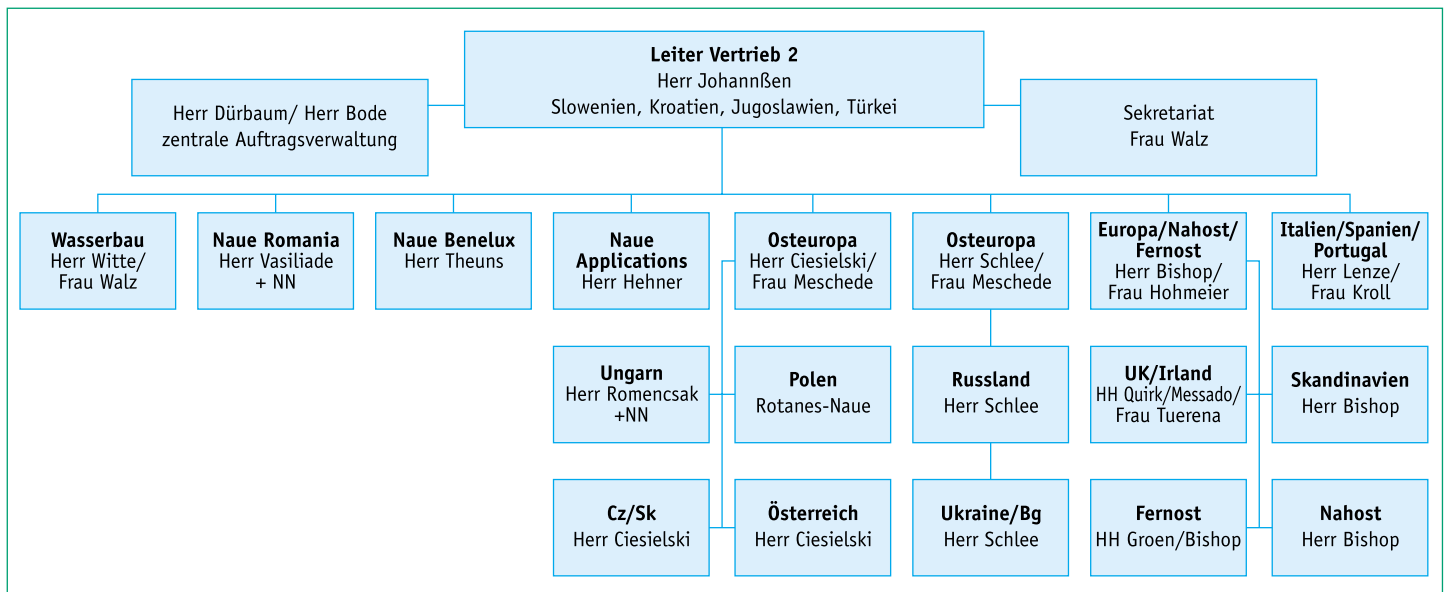 Leiter Vertrieb 2
Herr Johannßen
Slowenien, Kroatien, Jugoslawien, Türkei
Herr Dürbaum/ Herr Bode
zentrale Auftragsverwaltung
Sekretariat
Frau Walz
Wasserbau
Herr Witte/
Frau Walz
Naue Romania
Herr Vasiliade
+ NN
Naue Benelux
Herr Theuns
Naue
Applications
Herr Hehner
Osteuropa
Herr Ciesielski/
Frau Meschede
Osteuropa
Herr Schlee/
Frau Meschede
Europa/Nahost/
Fernost
Herr Bishop/
Frau Hohmeier
Italien/Spanien/
Portugal
Herr Lenze/
Frau Kroll
Ungarn
Herr Romencsak
+NN
Polen
Rotanes-Naue
Russland
Herr Schlee
UK/Irland
HH Quirk/Messado/
Frau Tuerena
Skandinavien
Herr Bishop
Cz/Sk
Herr Ciesielski
Österreich
Herr Ciesielski
Ukraine/Bg
Herr Schlee
Fernost
HH Groen/Bishop
Nahost
Herr Bishop